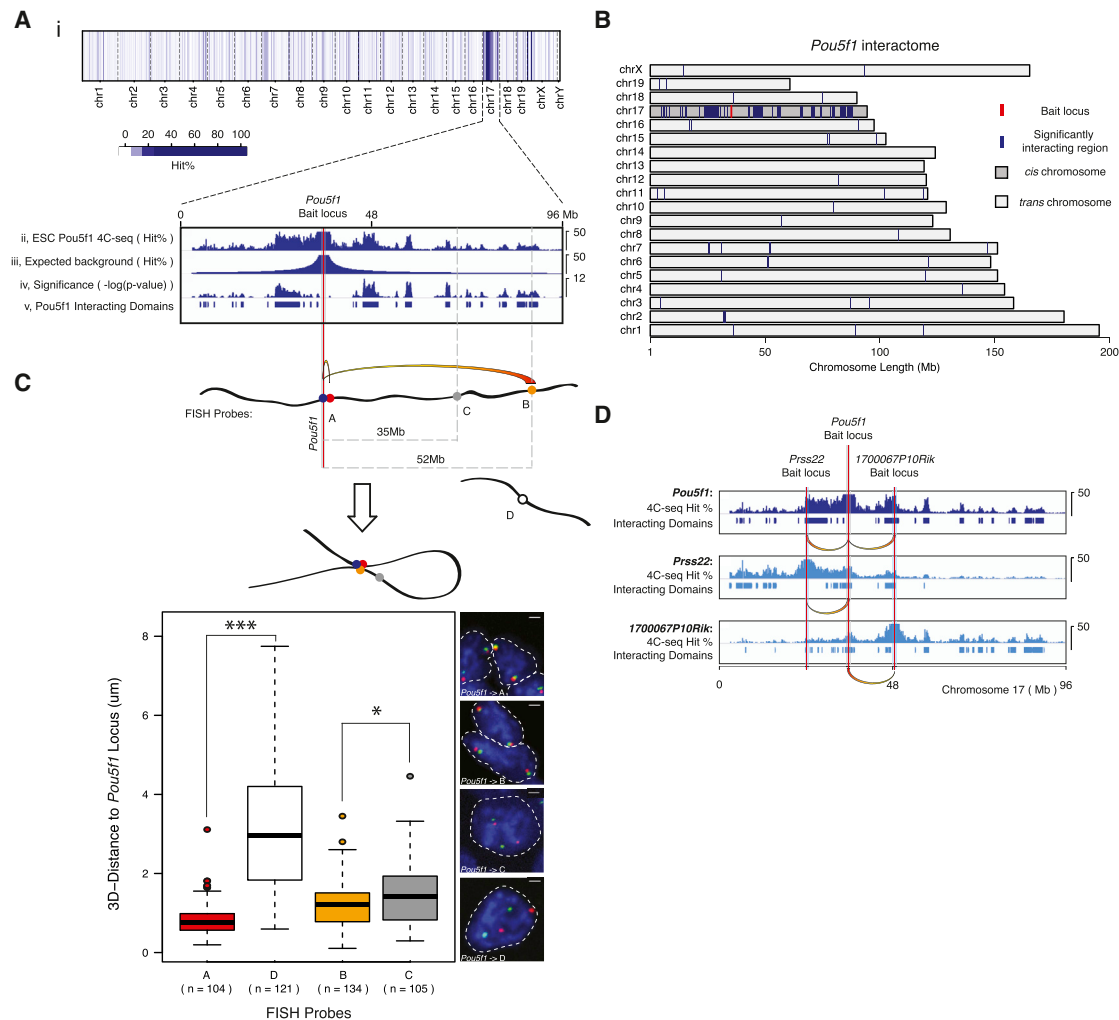 A
i
chr1
chr2
chr3
chr4
chr5
chr6
chr7
chr8
chr9
chr10
chr11
chr12
chr13
chr14
chr15
chr16
chr17
chr18
chr19
chrX
chrY
0 20 40 60 80 100
Hit%
Pou5f1
Bait locus
0 48 96 Mb
ii, ESC Pou5f1 4C-seq ( Hit% )
50
iii, Expected background ( Hit% )
50
iv, Significance ( -log(p-value) )
12
v, Pou5f1 Interacting Domains
B
Pou5f1 interactome
chrX
chr19
chr18
chr17
chr16
chr15
chr14
chr13
chr12
chr11
chr10
chr9
chr8
chr7
chr6
chr5
chr4
chr3
chr2
chr1
1 50 100 150 200
Chromosome Length (Mb)
Bait locus
Significantly
interacting region
cis chromosome
trans chromosome
C
FISH Probes:
Pou5f1
A
C
B
35Mb
52Mb
D
3D-Distance to Pou5f1 Locus (um)
8
6
4
2
0
***
*
A
( n = 104)
D
( n = 121)
B
( n = 134)
C
( n = 105)
FISH Probes
Pou5f1 -> A
Pou5f1 -> B
Pou5f1 -> C
Pou5f1 -> D
D
Pou5f1
Bait locus
Prss22
Bait locus
1700067P10Rik
Bait locus
Pou5f1:
4C-seq Hit %
Interacting Domains
50
Prss22:
4C-seq Hit %
Interacting Domains
50
1700067P10Rik:
4C-seq Hit %
Interacting Domains
50
0 48 96
Chromosome 17 ( Mb )